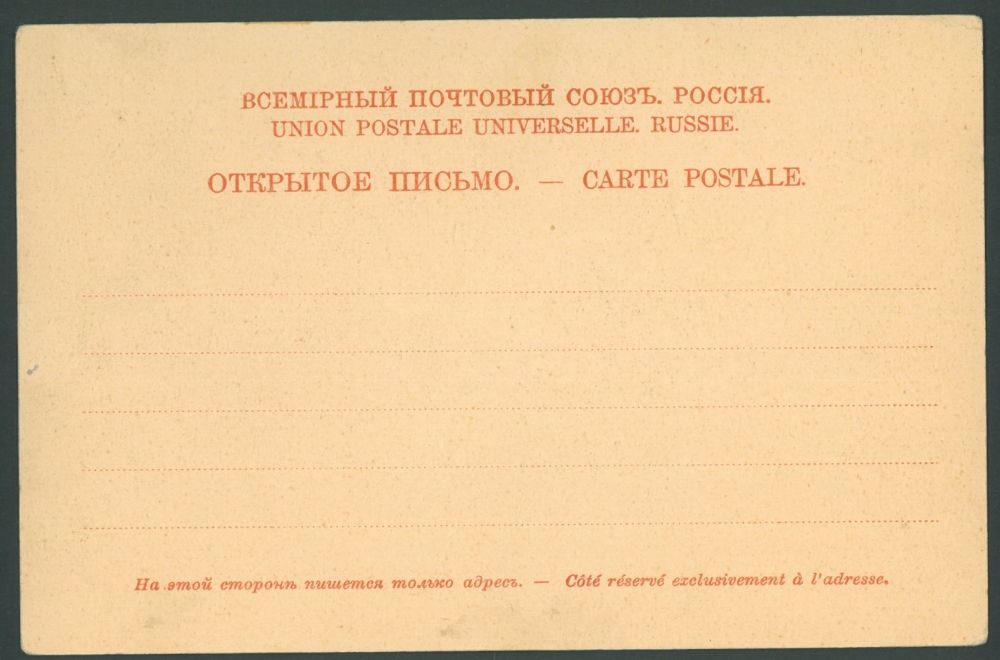 ВСЕМІРНЫЙ ПОЧТОВЫЙ СОЮЗЪ. РОССІЯ.
UNION POSTALE UNIVERSELLE. RUSSIE.
ОТКРЫТОЕ ПИСЬМО. — CARTE POSTALE.
На этой сторонѣ пишется только адресъ. — Côté réservé exclusivement à l'adresse.